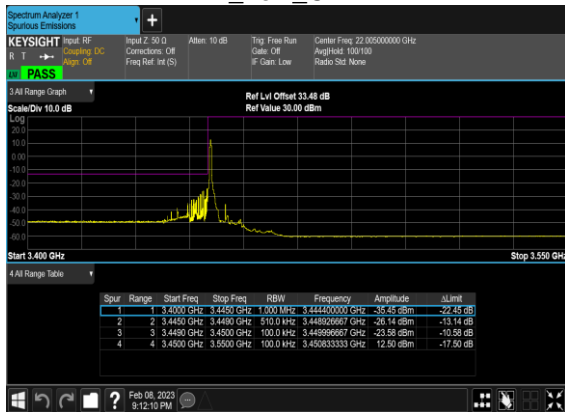 Spectrum Analyzer 1
Spurious Emissions
KEYSIGHT Input: RF Input Z: 50 Ω Atten: 10 dB Trig: Free Run Center Freq: 22.005000000 GHz
R T Coupling: DC Corrections: Off Gate: Off Avg|Hold: 100/100
Align: Off Freq Ref: Int (S) IF Gain: Low Radio Std: None
PASS
3 All Range Graph
Ref Lvl Offset 33.48 dB
Scale/Div 10.0 dB Ref Value 30.00 dBm
Log
20.0
10.0
0.00
-10.0
-20.0
-30.0
-40.0
-50.0
-60.0
Start 3.400 GHz Stop 3.550 GHz
4 All Range Table
Spur Range Start Freq Stop Freq RBW Frequency Amplitude ΔLimit
1 1 3.4000 GHz 3.4450 GHz 1.000 MHz 3.444400000 GHz -35.45 dBm -22.45 dB
2 2 3.4450 GHz 3.4490 GHz 510.0 kHz 3.448926667 GHz -26.14 dBm -13.14 dB
3 3 3.4490 GHz 3.4500 GHz 100.0 kHz 3.449996667 GHz -23.58 dBm -10.58 dB
4 4 3.4500 GHz 3.5500 GHz 100.0 kHz 3.450833333 GHz 12.50 dBm -17.50 dB
Feb 08, 2023
9:12:10 PM